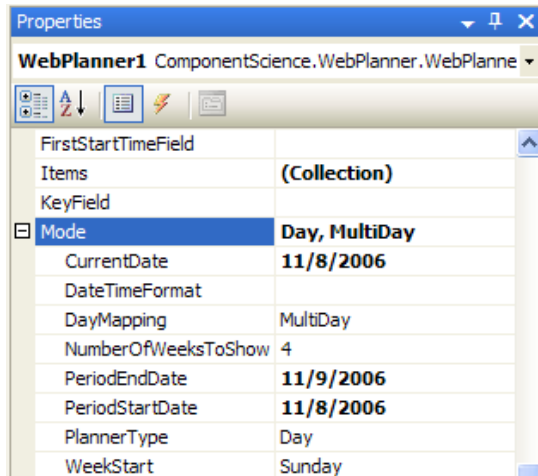 Properties
WebPlanner1 ComponentScience.WebPlanner.WebPlanne
FirstStartTimeField
Items (Collection)
KeyField
Mode Day, MultiDay
CurrentDate 11/8/2006
DateTimeFormat
DayMapping MultiDay
NumberOfWeeksToShow 4
PeriodEndDate 11/9/2006
PeriodStartDate 11/8/2006
PlannerType Day
WeekStart Sunday